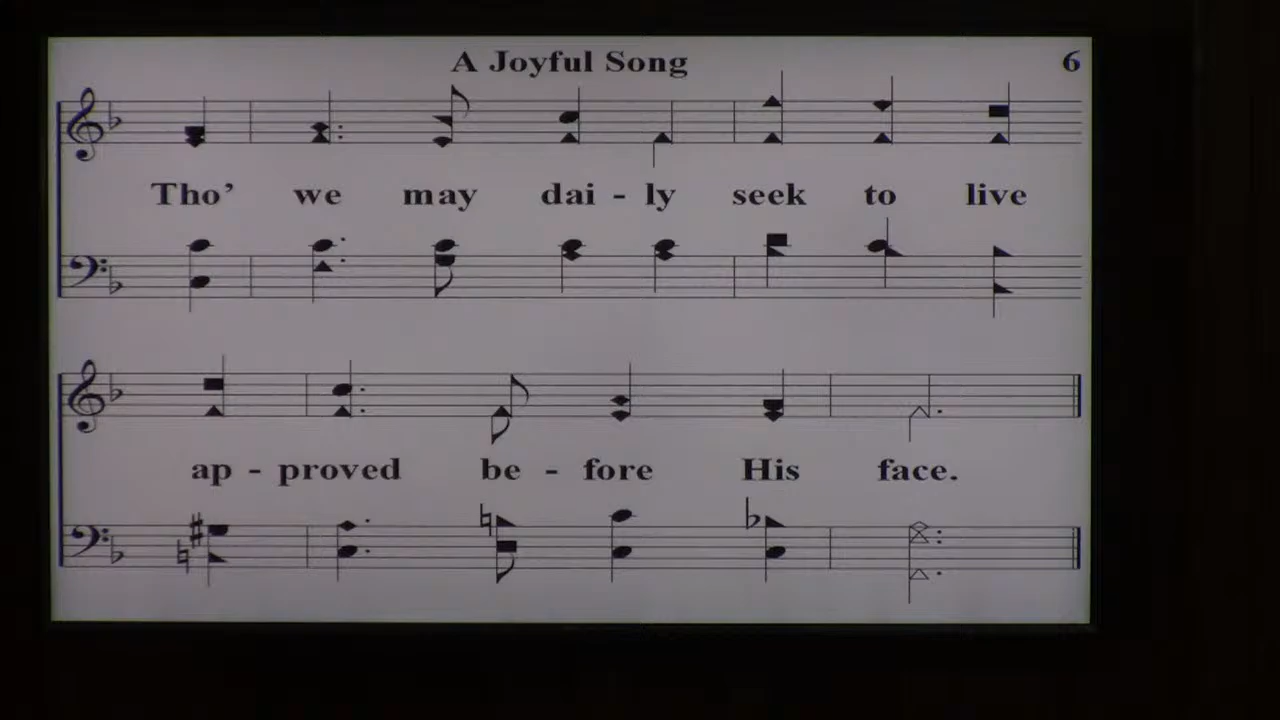 A Joyful Song 6
Tho' we may dai - ly seek to live
ap - proved be - fore His face.